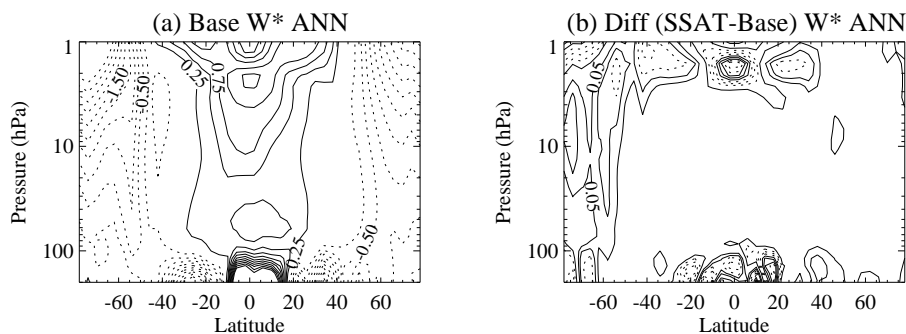 (a) Base W* ANN
(b) Diff (SSAT-Base) W* ANN
1
10
100
Pressure (hPa)
-1.50
-0.50
0.25
0.75
0.25
-0.50
-60 -40 -20 0 20 40 60
Latitude
1
10
100
Pressure (hPa)
0.05
0.05
-60 -40 -20 0 20 40 60
Latitude